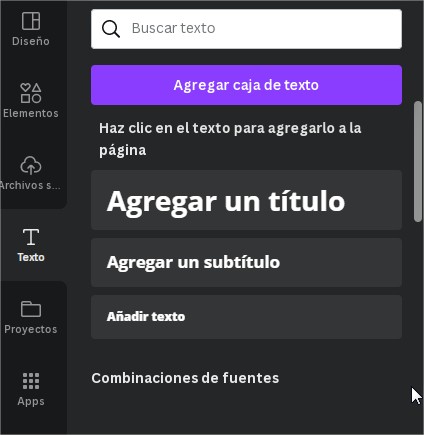 Diseño
Elementos
Archivos s...
Texto
Proyectos
Apps
Buscar texto
Agregar caja de texto
Haz clic en el texto para agregarlo a la
página
Agregar un título
Agregar un subtítulo
Añadir texto
Combinaciones de fuentes